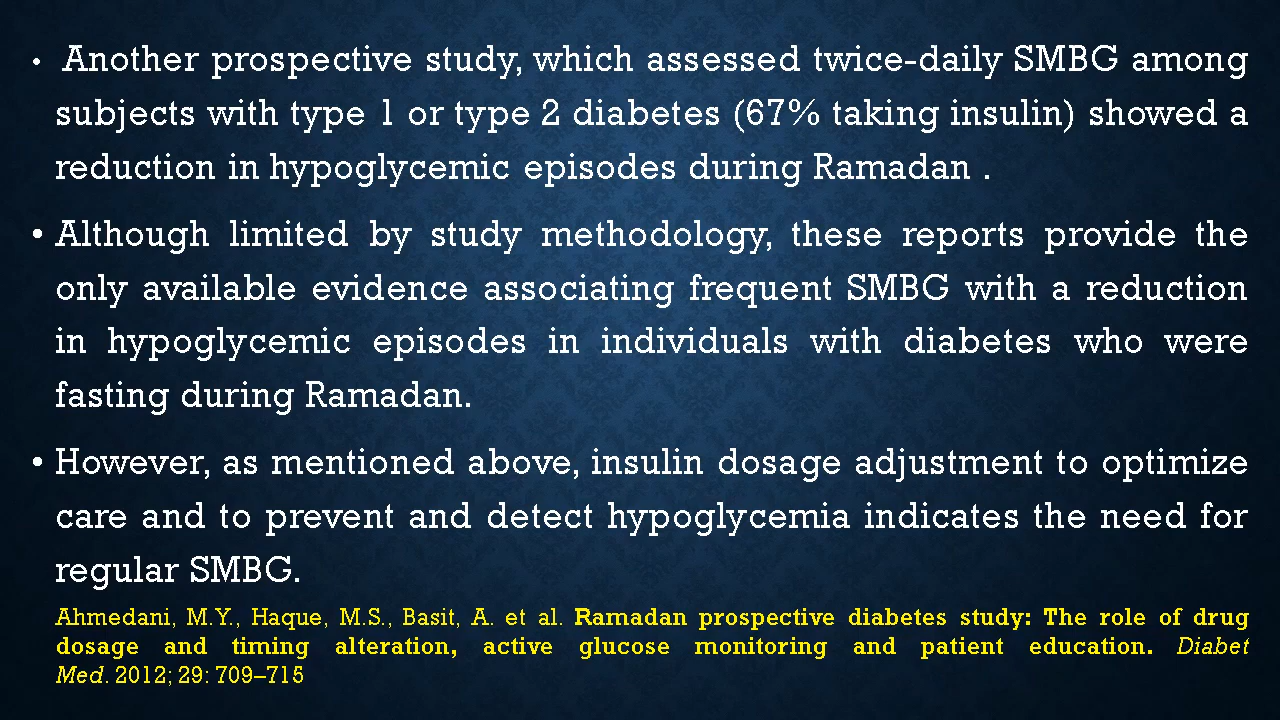 • Another prospective study, which assessed twice-daily SMBG among
subjects with type 1 or type 2 diabetes (67% taking insulin) showed a
reduction in hypoglycemic episodes during Ramadan .
• Although limited by study methodology, these reports provide the
only available evidence associating frequent SMBG with a reduction
in hypoglycemic episodes in individuals with diabetes who were
fasting during Ramadan.
• However, as mentioned above, insulin dosage adjustment to optimize
care and to prevent and detect hypoglycemia indicates the need for
regular SMBG.
Ahmedani, M.Y., Haque, M.S., Basit, A. et al. Ramadan prospective diabetes study: The role of drug
dosage and timing alteration, active glucose monitoring and patient education. Diabet
Med. 2012; 29: 709–715